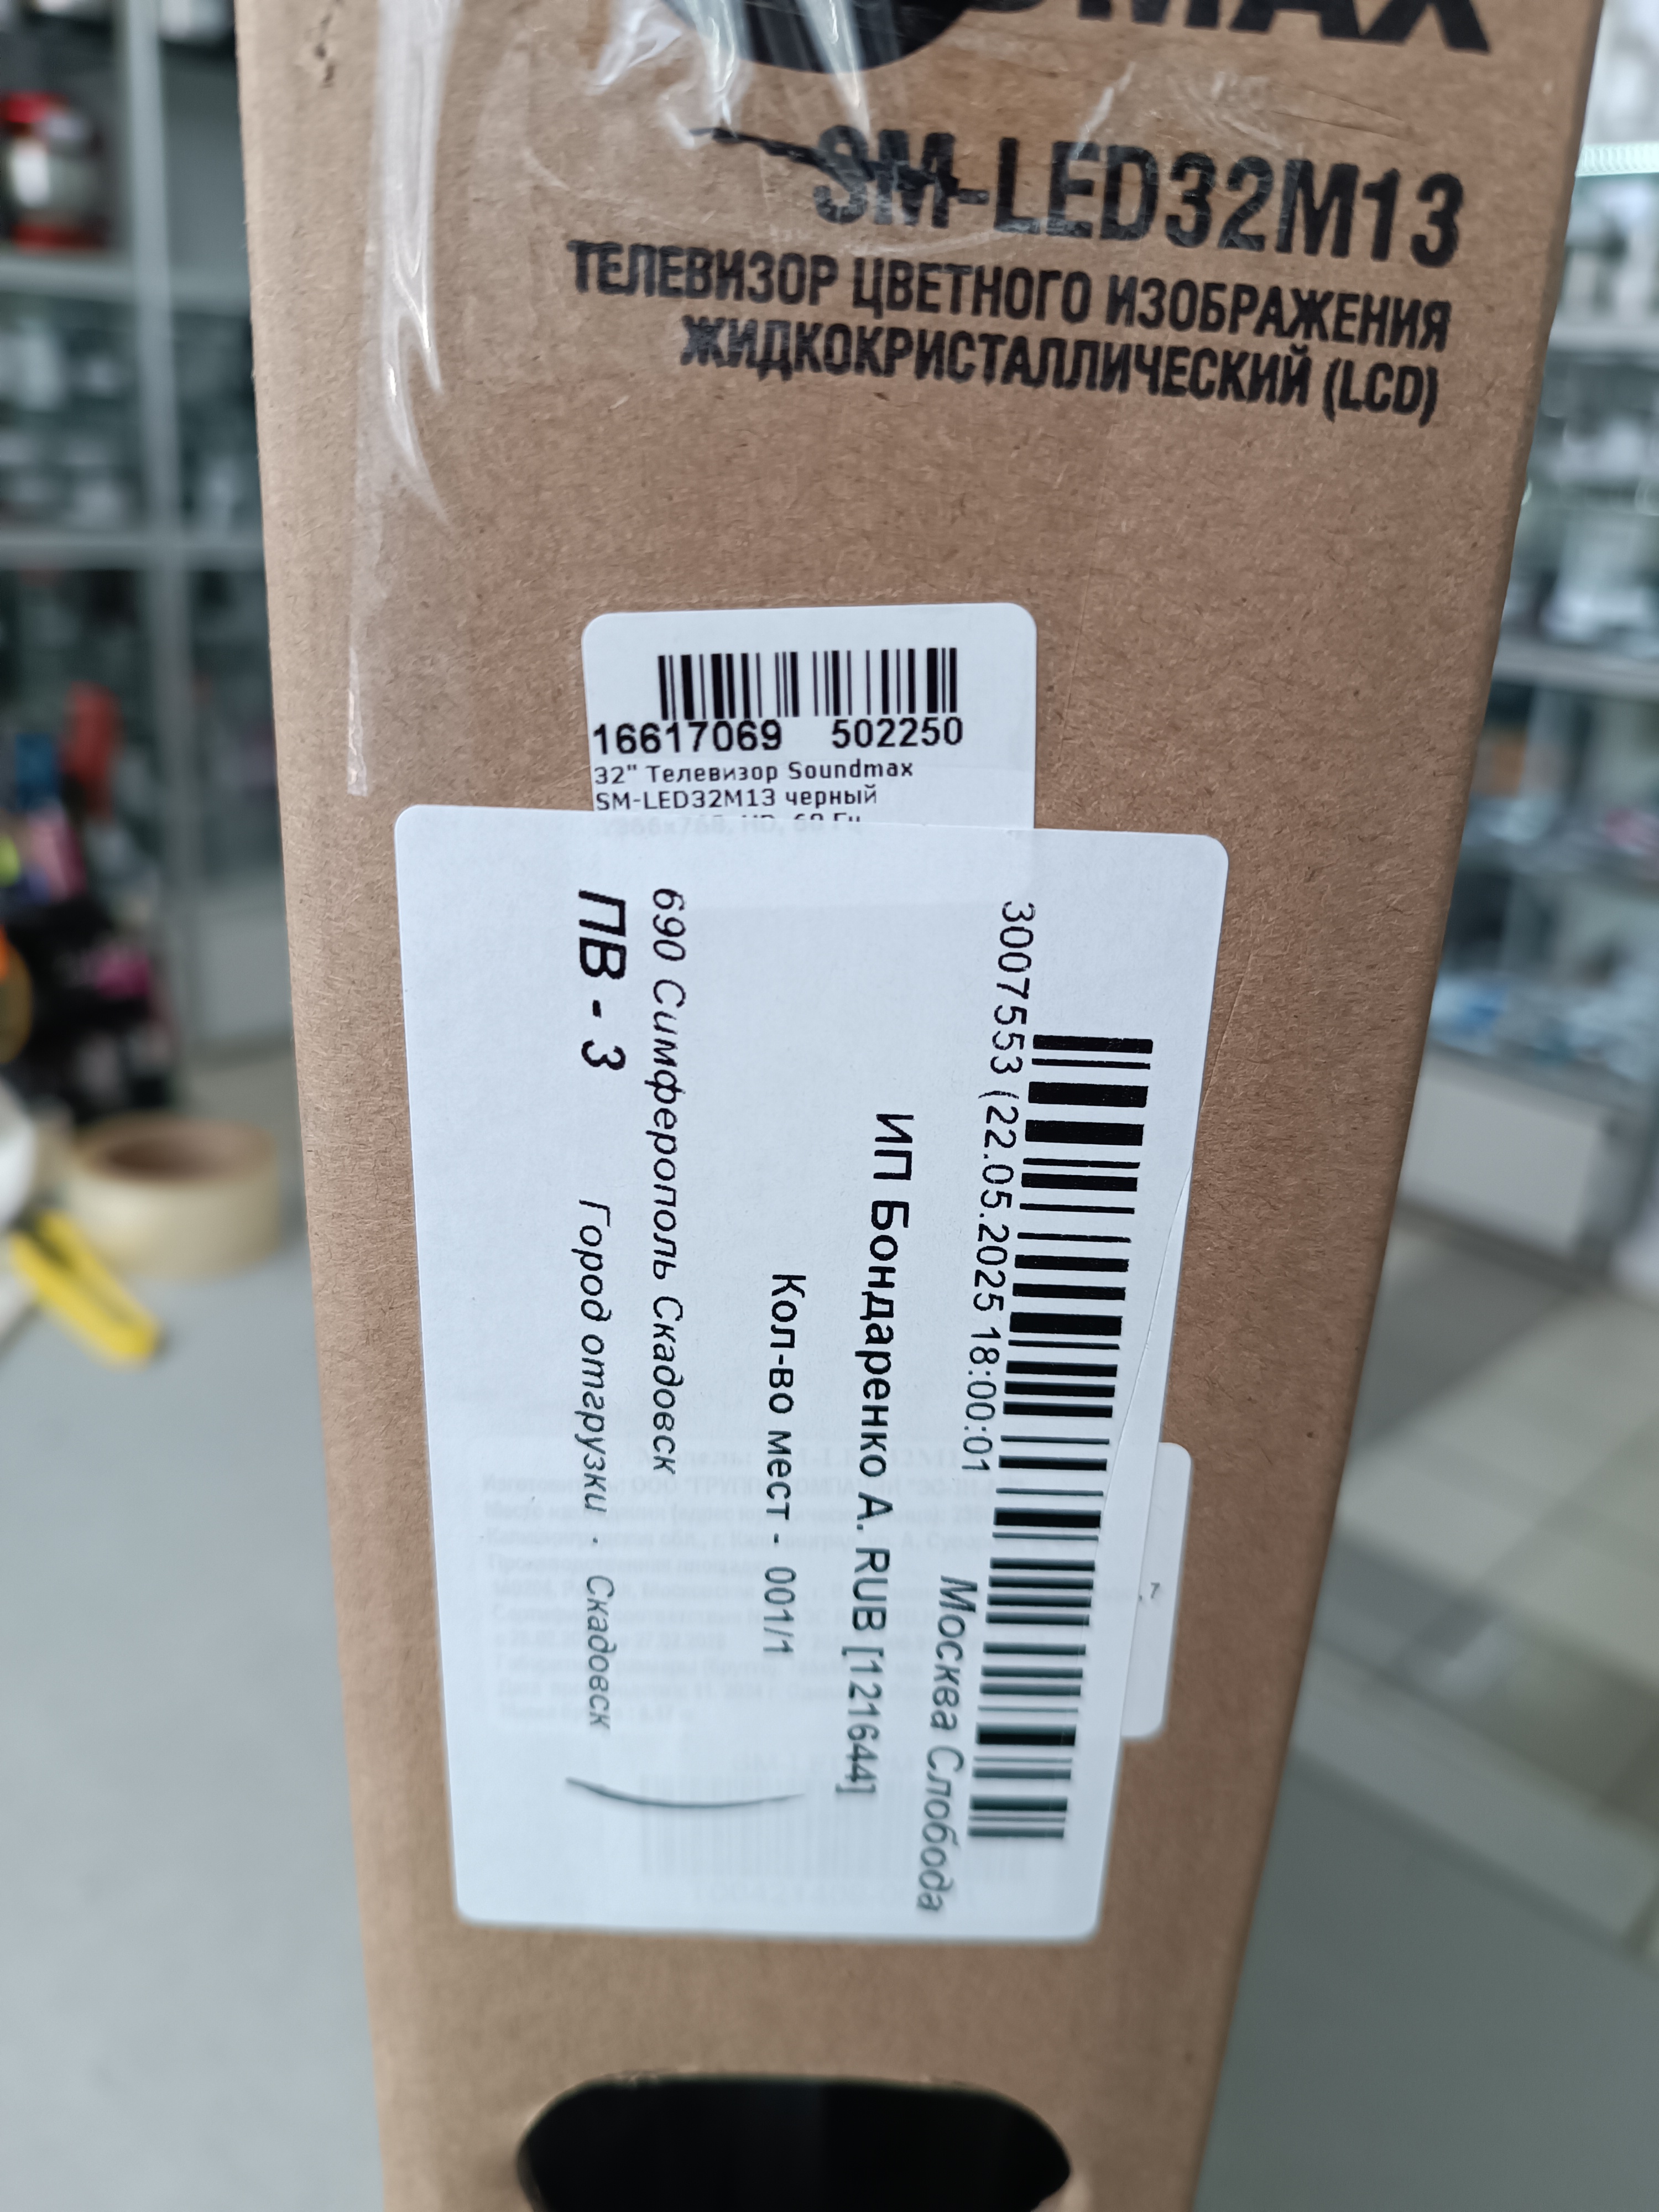 SM-LED32M13
ТЕЛЕВИЗОР ЦВЕТНОГО ИЗОБРАЖЕНИЯ
ЖИДКОКРИСТАЛЛИЧЕСКИЙ (LCD)
16617069 502250
32" Телевизор Soundmax
SM-LED32M13 черный
3007553 (22.05.2025 18:00:01
Москва Слобода
ИП Бондаренко А. RUB [121644]
Кол-во мест - 001/1
690 Симферополь Скадовск
ПВ - 3 Город отгрузки . Скадовск